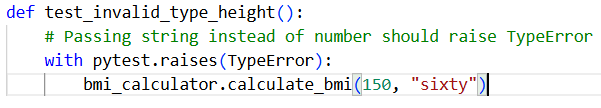 def test_invalid_type_height():
    # Passing string instead of number should raise TypeError
    with pytest.raises(TypeError):
        bmi_calculator.calculate_bmi(150, "sixty")